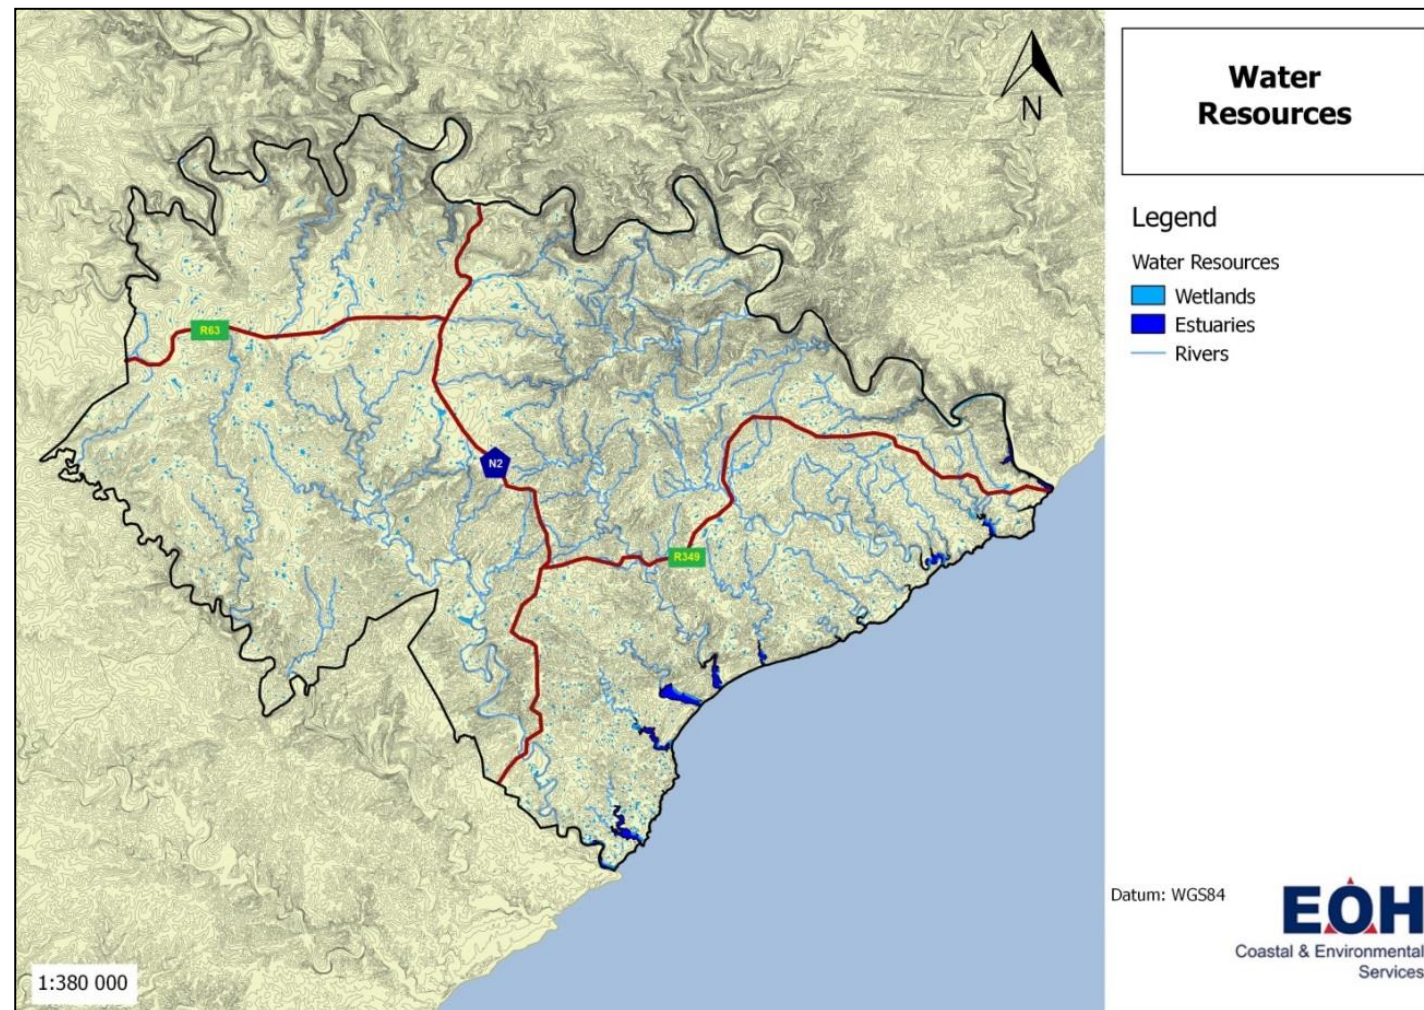 Water
Resources
N
Legend
Water Resources
Wetlands
Estuaries
Rivers
R63
N2
R349
Datum: WGS84
EOH
Coastal & Environmental
Services
1:380 000